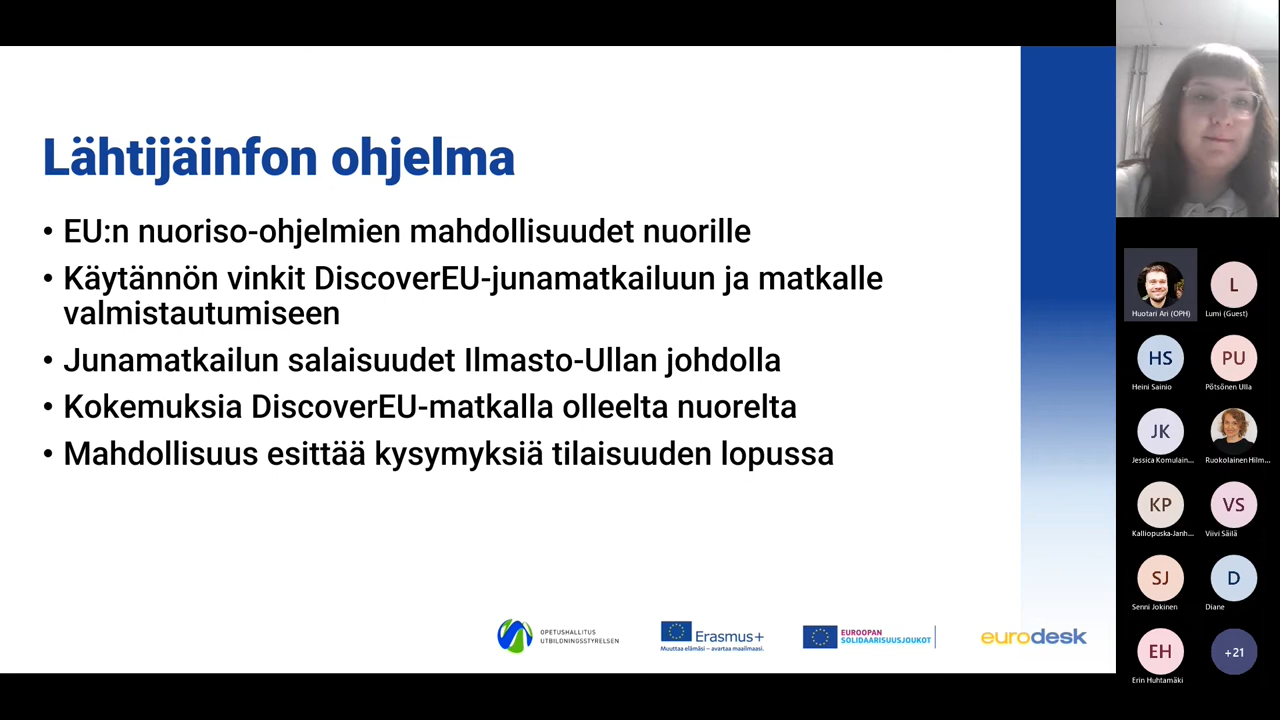 Lähtijäinfon ohjelma
• EU:n nuoriso-ohjelmien mahdollisuudet nuorille
• Käytännön vinkit DiscoverEU-junamatkailuun ja matkalle
valmistautumiseen
• Junamatkailun salaisuudet Ilmasto-Ullan johdolla
• Kokemuksia DiscoverEU-matkalla olleelta nuorelta
• Mahdollisuus esittää kysymyksiä tilaisuuden lopussa
OPETUSHALLITUS
UTBILDNINGSSTYRELSEN
Erasmus+
Muuttaa elämäsi – avartaa maailmaasi.
EUROOPAN
SOLIDAARISUUSJOUKOT
eurodesk
Huotari Ari (OPH)
L
Lumi (Guest)
HS
Heini Sainio
PU
Pötsönen Ulla
JK
Jessica Komulain...
Ruokolainen Hilm...
KP
Kalliopuska-Janh...
VS
Viivi Säilä
SJ
Senni Jokinen
D
Diane
EH
Erin Huhtamäki
+21